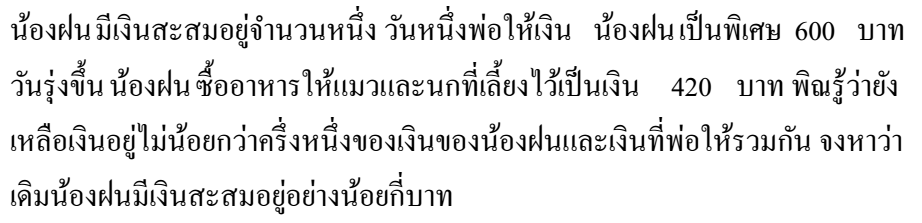 น้องฝนมีเงินสะสมอยู่จำนวนหนึ่ง วันหนึ่งพ่อให้เงิน น้องฝนเป็นพิเศษ 600 บาท
วันรุ่งขึ้น น้องฝน ซื้ออาหารให้แมวและนกที่เลี้ยงไว้เป็นเงิน 420 บาท พิณรู้ว่ายัง
เหลือเงินอยู่ไม่น้อยกว่าครึ่งหนึ่งของเงินของน้องฝนและเงินที่พ่อให้รวมกัน จงหาว่า
เดิมน้องฝนมีเงินสะสมอยู่อย่างน้อยกี่บาท